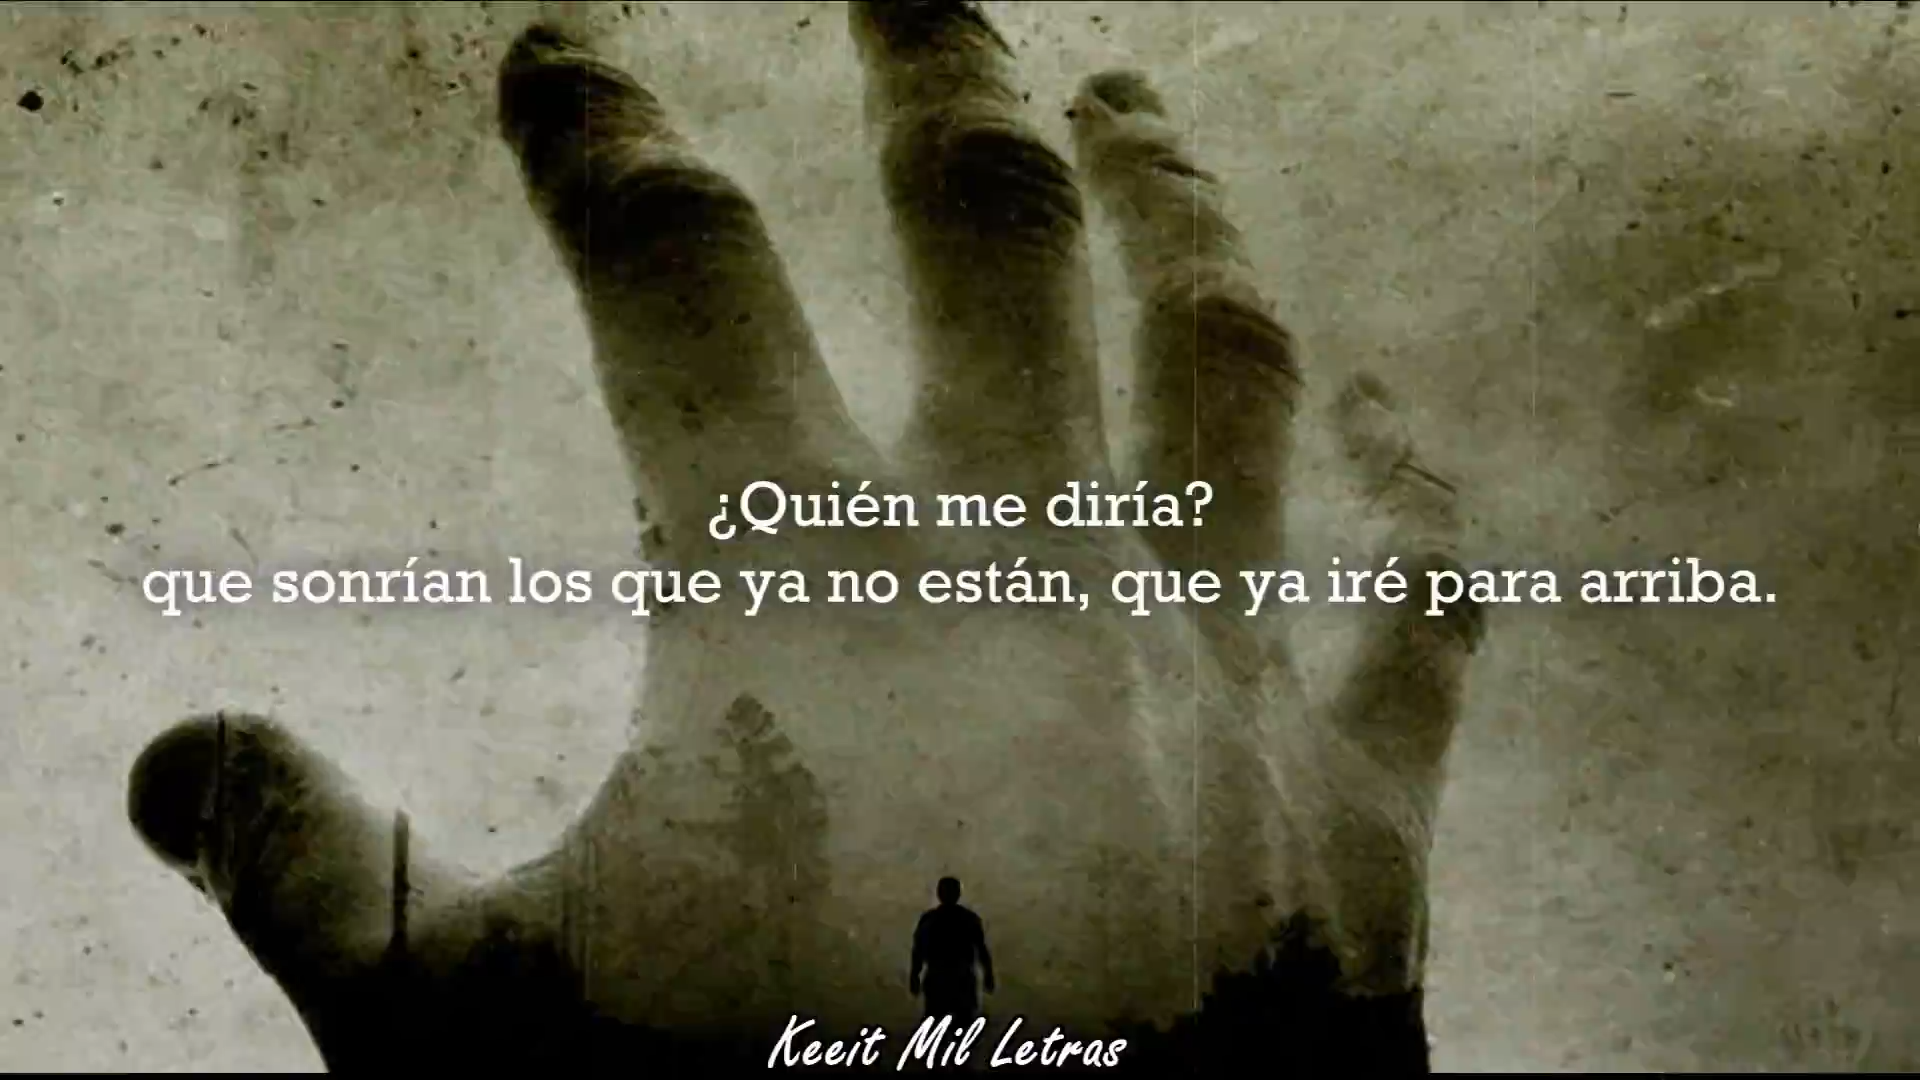 ¿Quién me diría?
que sonrían los que ya no están, que ya iré para arriba.
Keeit Mil Letras